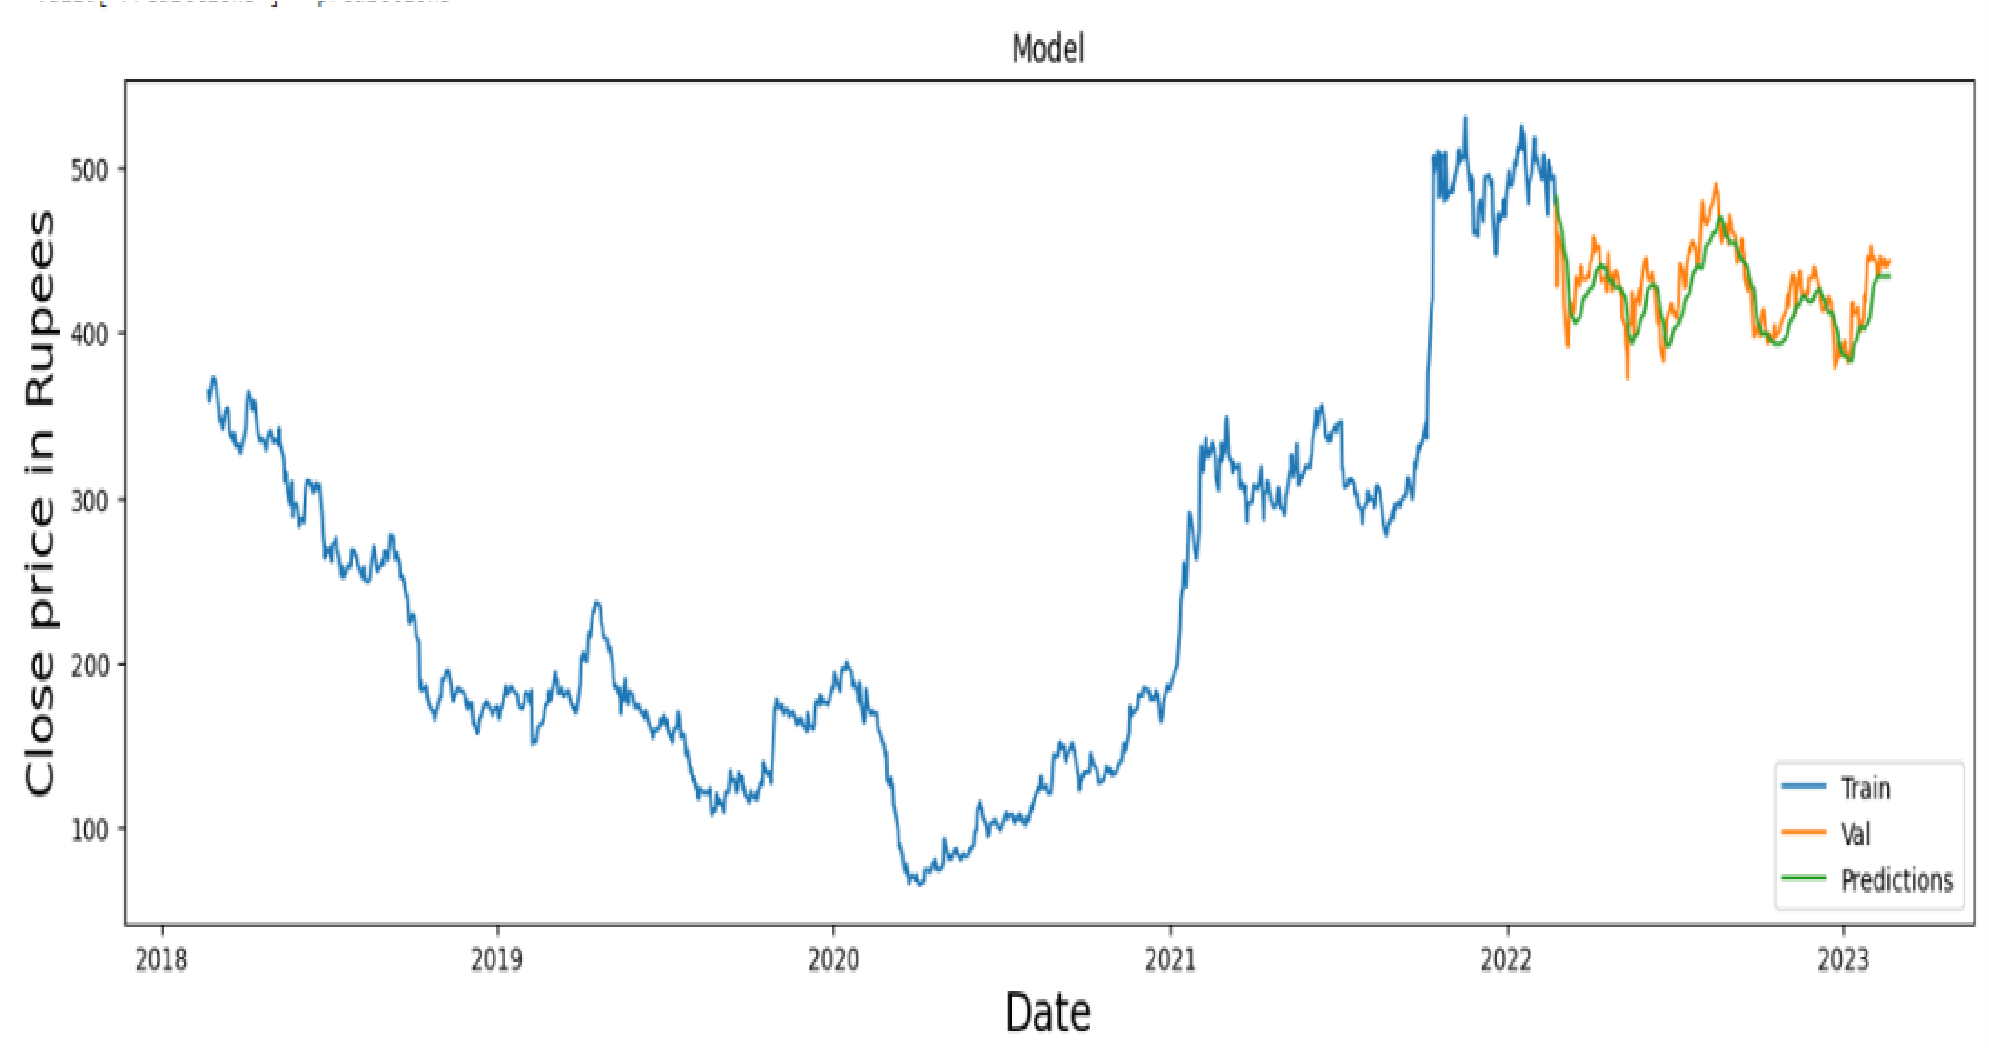 Model
Close price in Rupees
500
400
300
200
100
2018 2019 2020 2021 2022 2023
Date
Train
Val
Predictions